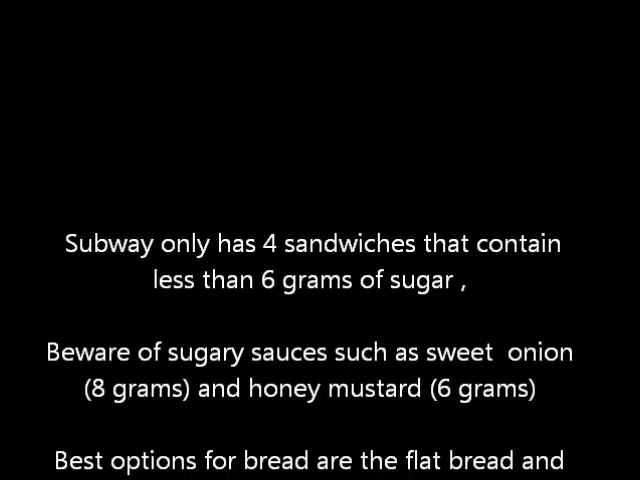 Subway only has 4 sandwiches that contain
less than 6 grams of sugar ,
Beware of sugary sauces such as sweet  onion
(8 grams) and honey mustard (6 grams)
Best options for bread are the flat bread and